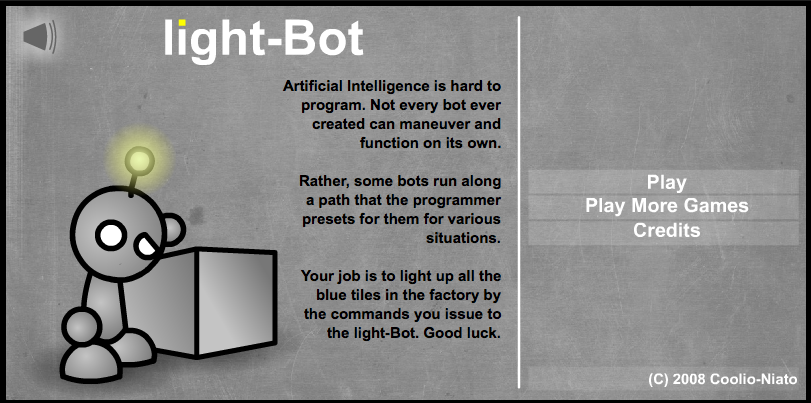 light-Bot
Artificial Intelligence is hard to
program. Not every bot ever
created can maneuver and
function on its own.
Rather, some bots run along
a path that the programmer
presets for them for various
situations.
Your job is to light up all the
blue tiles in the factory by
the commands you issue to
the light-Bot. Good luck.
Play
Play More Games
Credits
(C) 2008 Coolio-Niato